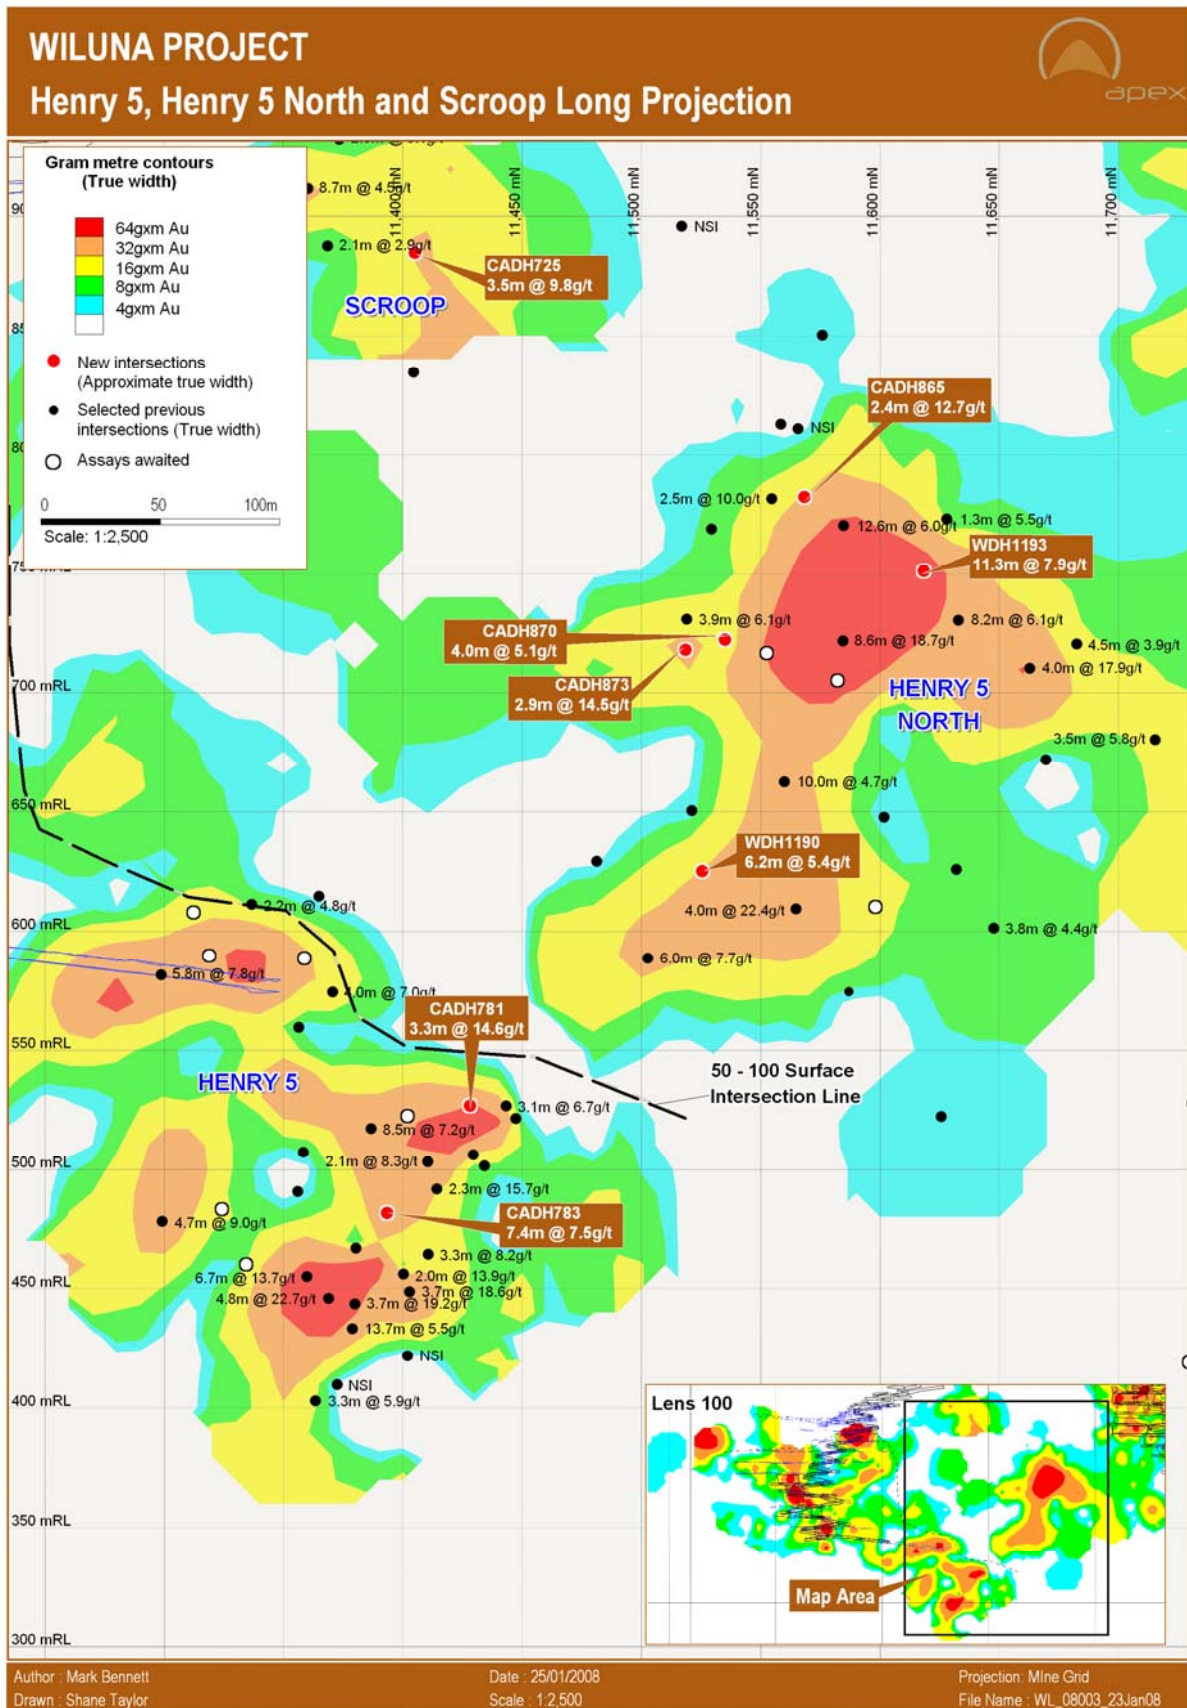 WILUNA PROJECT
Henry 5, Henry 5 North and Scroop Long Projection
apex
Gram metre contours
(True width)
64gxm Au
32gxm Au
16gxm Au
8gxm Au
4gxm Au
New intersections
(Approximate true width)
Selected previous
intersections (True width)
Assays awaited
0 50 100m
Scale: 1:2,500
11,400 mN
11,450 mN
11,500 mN
11,550 mN
11,600 mN
11,650 mN
11,700 mN
8.7m @ 4.5g/t
NSI
2.1m @ 2.9g/t
CADH725
3.5m @ 9.8g/t
SCROOP
CADH865
2.4m @ 12.7g/t
NSI
2.5m @ 10.0g/t
12.6m @ 6.0g/t
1.3m @ 5.5g/t
WDH1193
11.3m @ 7.9g/t
3.9m @ 6.1g/t
8.2m @ 6.1g/t
CADH870
4.0m @ 5.1g/t
8.6m @ 18.7g/t
4.5m @ 3.9g/t
4.0m @ 17.9g/t
CADH873
2.9m @ 14.5g/t
700 mRL
HENRY 5
NORTH
3.5m @ 5.8g/t
10.0m @ 4.7g/t
650 mRL
WDH1190
6.2m @ 5.4g/t
2.2m @ 4.8g/t
4.0m @ 22.4g/t
600 mRL
3.8m @ 4.4g/t
6.0m @ 7.7g/t
5.8m @ 7.8g/t
4.0m @ 7.0g/t
CADH781
3.3m @ 14.6g/t
550 mRL
HENRY 5
50 - 100 Surface
Intersection Line
3.1m @ 6.7g/t
8.5m @ 7.2g/t
500 mRL
2.1m @ 8.3g/t
2.3m @ 15.7g/t
CADH783
7.4m @ 7.5g/t
4.7m @ 9.0g/t
3.3m @ 8.2g/t
450 mRL
6.7m @ 13.7g/t
2.0m @ 13.9g/t
4.8m @ 22.7g/t
3.7m @ 18.6g/t
3.7m @ 19.2g/t
13.7m @ 5.5g/t
NSI
NSI
400 mRL
3.3m @ 5.9g/t
Lens 100
350 mRL
Map Area
300 mRL
Author : Mark Bennett
Date : 25/01/2008
Projection: MIne Grid
Drawn : Shane Taylor
Scale : 1:2,500
File Name : WL_08003_23Jan08